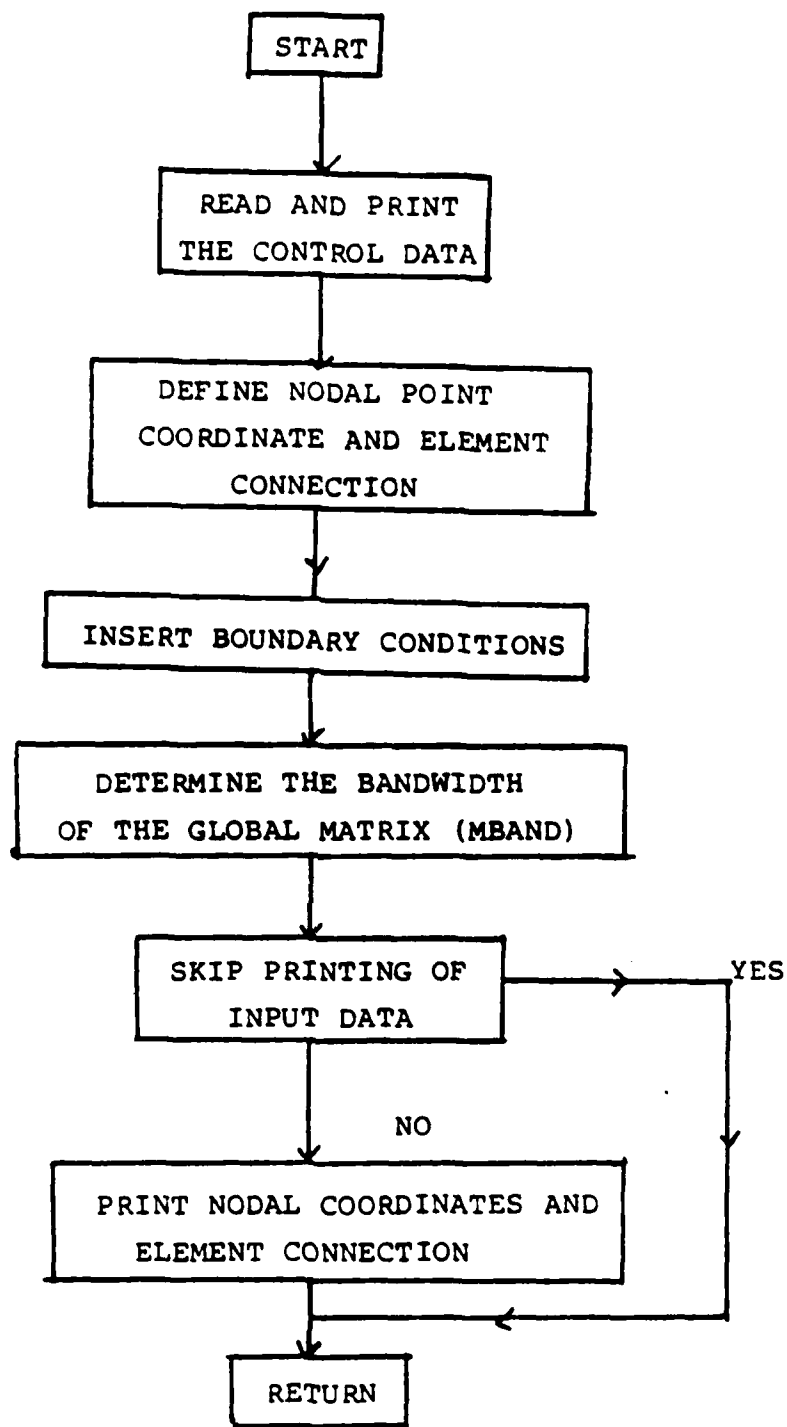 START
READ AND PRINT
THE CONTROL DATA
DEFINE NODAL POINT
COORDINATE AND ELEMENT
CONNECTION
INSERT BOUNDARY CONDITIONS
DETERMINE THE BANDWIDTH
OF THE GLOBAL MATRIX (MBAND)
SKIP PRINTING OF
INPUT DATA
YES
NO
PRINT NODAL COORDINATES AND
ELEMENT CONNECTION
RETURN